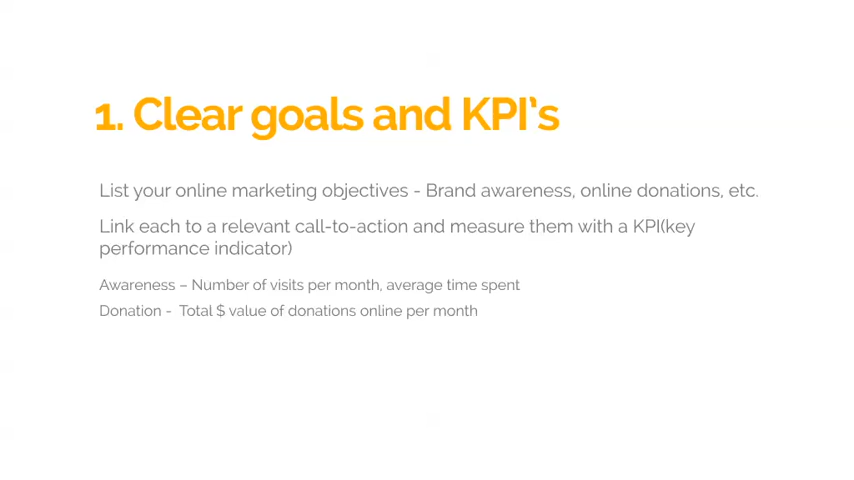 1. Clear goals and KPI's
List your online marketing objectives - Brand awareness, online donations, etc.
Link each to a relevant call-to-action and measure them with a KPI(key
performance indicator)
Awareness – Number of visits per month, average time spent
Donation -  Total $ value of donations online per month